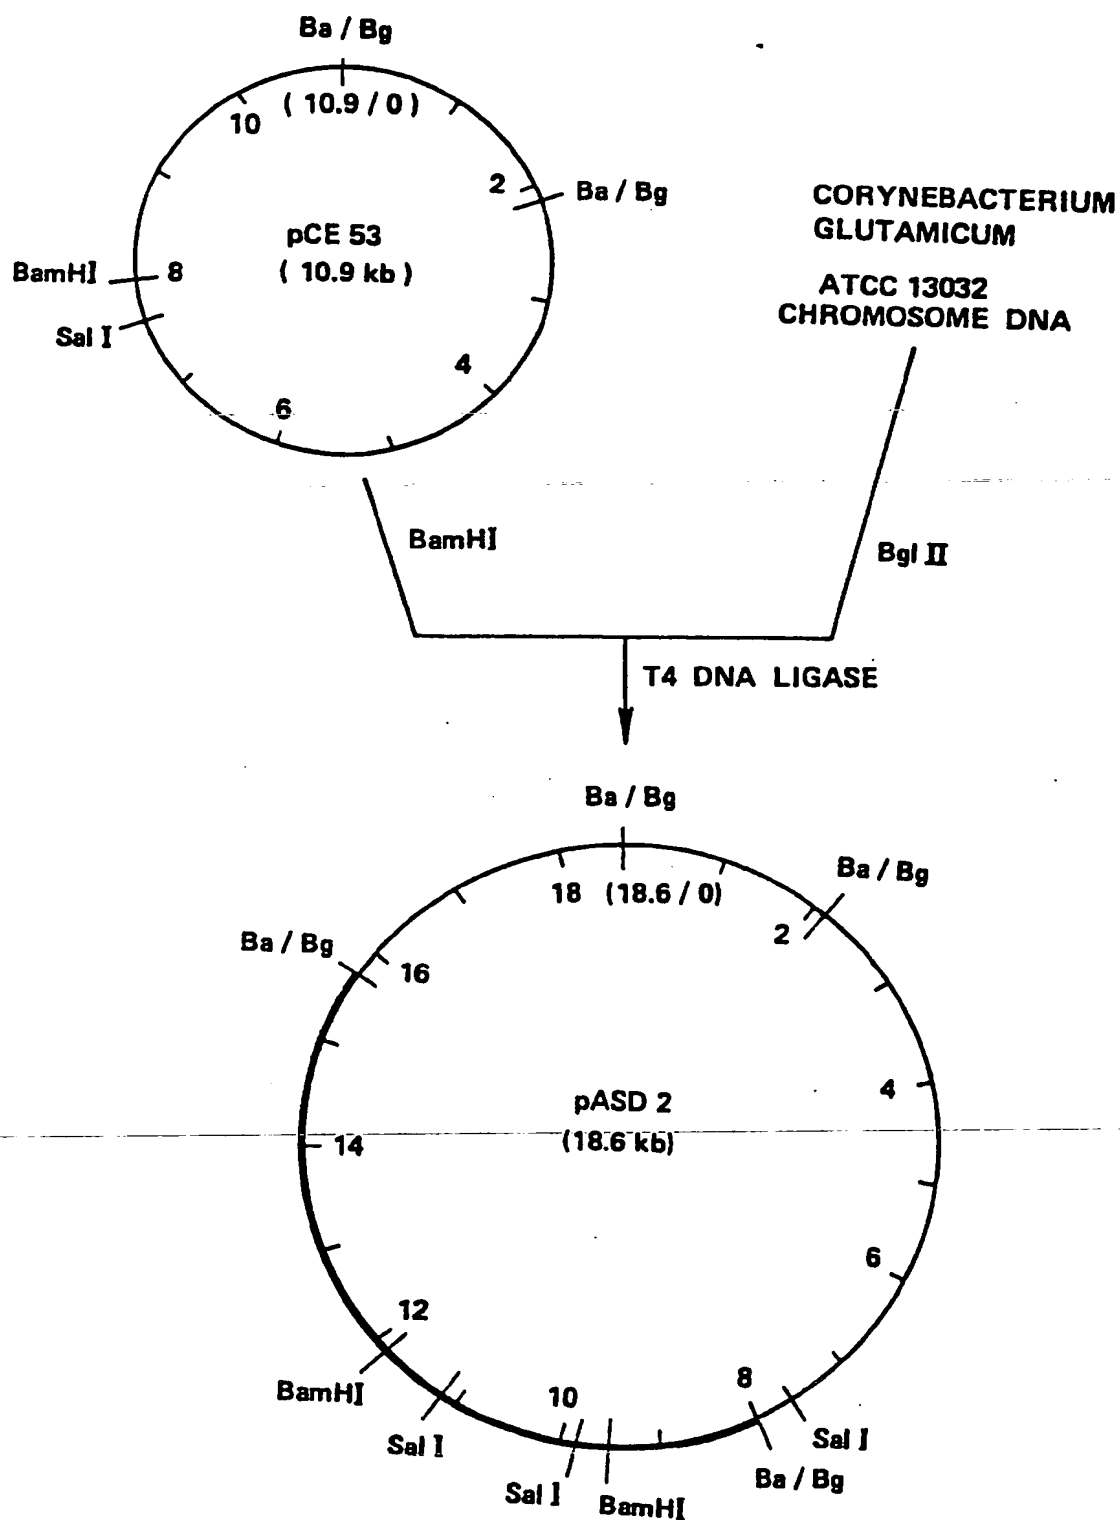 Ba / Bg
( 10.9 / 0 )
10
2
Ba / Bg
pCE 53
( 10.9 kb )
BamHI
8
Sal I
4
6
CORYNEBACTERIUM
GLUTAMICUM
ATCC 13032
CHROMOSOME DNA
BamHI
Bgl II
T4 DNA LIGASE
Ba / Bg
18
(18.6 / 0)
Ba / Bg
2
Ba / Bg
16
4
pASD 2
(18.6 kb)
14
6
12
BamHI
8
10
Sal I
Sal I
Ba / Bg
Sal I
BamHI